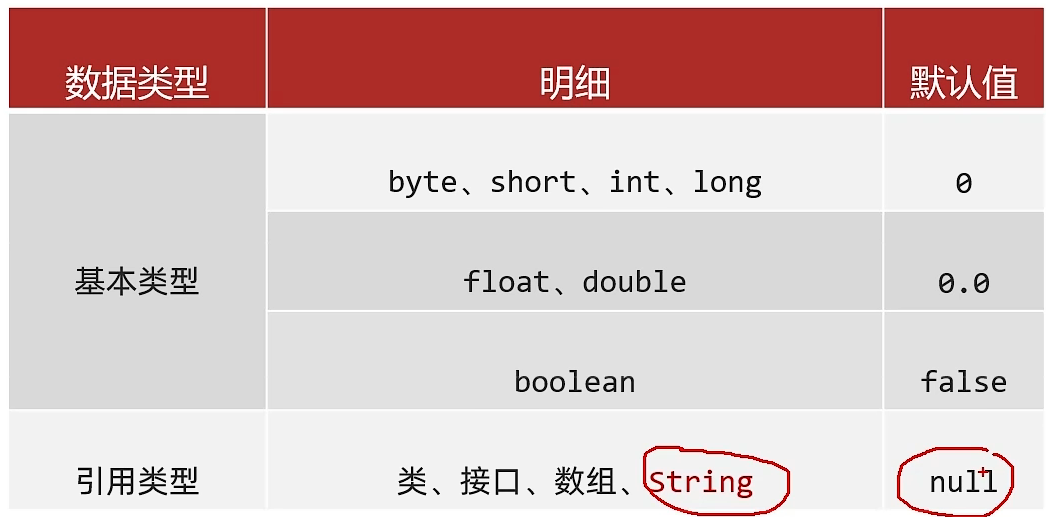 数据类型 明细 默认值
byte、short、int、long 0
基本类型 float、double 0.0
boolean false
引用类型 类、接口、数组、String null